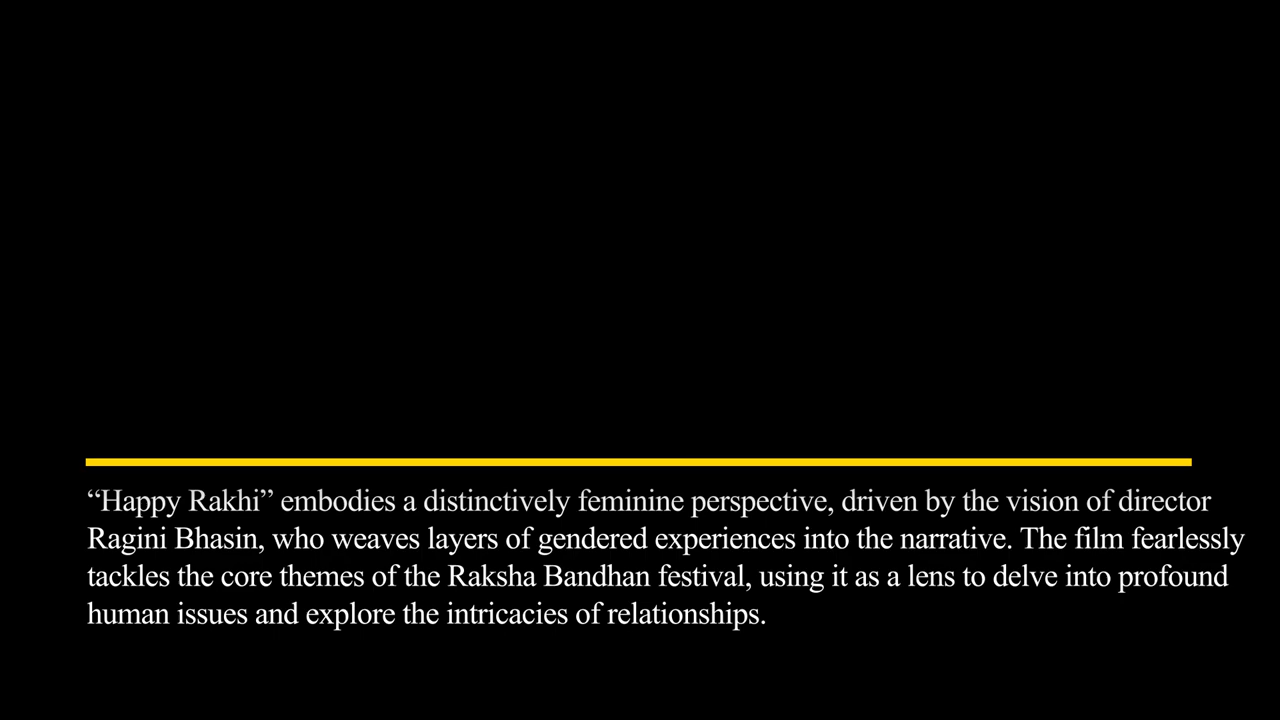 “Happy Rakhi” embodies a distinctively feminine perspective, driven by the vision of director
Ragini Bhasin, who weaves layers of gendered experiences into the narrative. The film fearlessly
tackles the core themes of the Raksha Bandhan festival, using it as a lens to delve into profound
human issues and explore the intricacies of relationships.